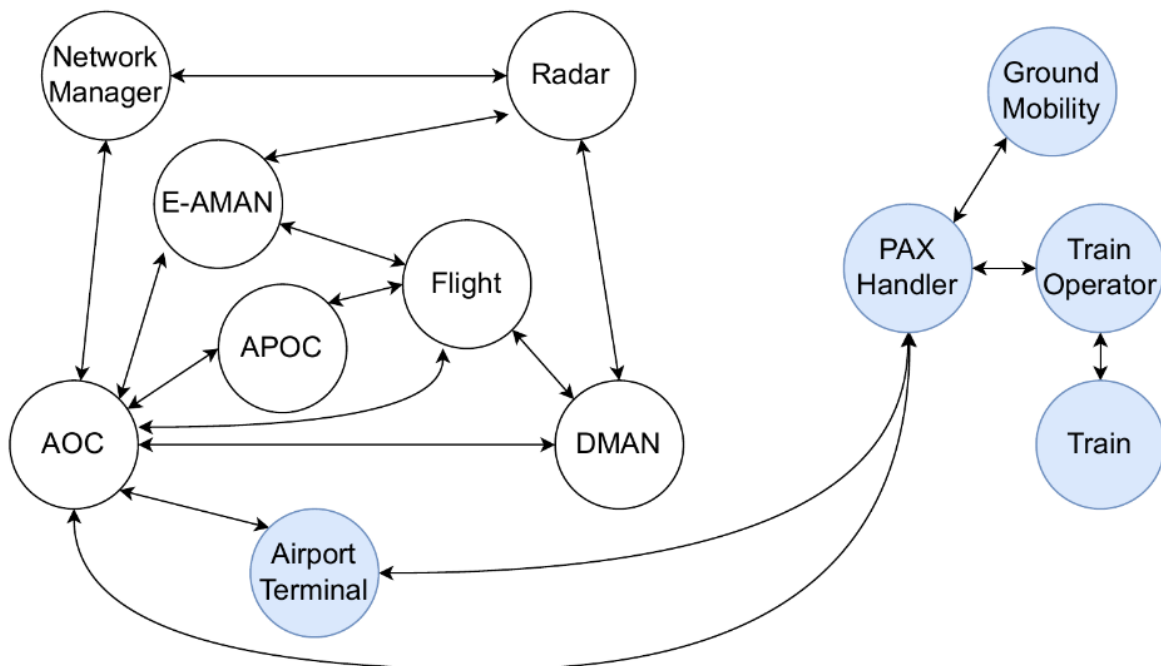 Network
Manager
Radar
Ground
Mobility
E-AMAN
PAX
Handler
Train
Operator
Flight
APOC
AOC
DMAN
Train
Airport
Terminal